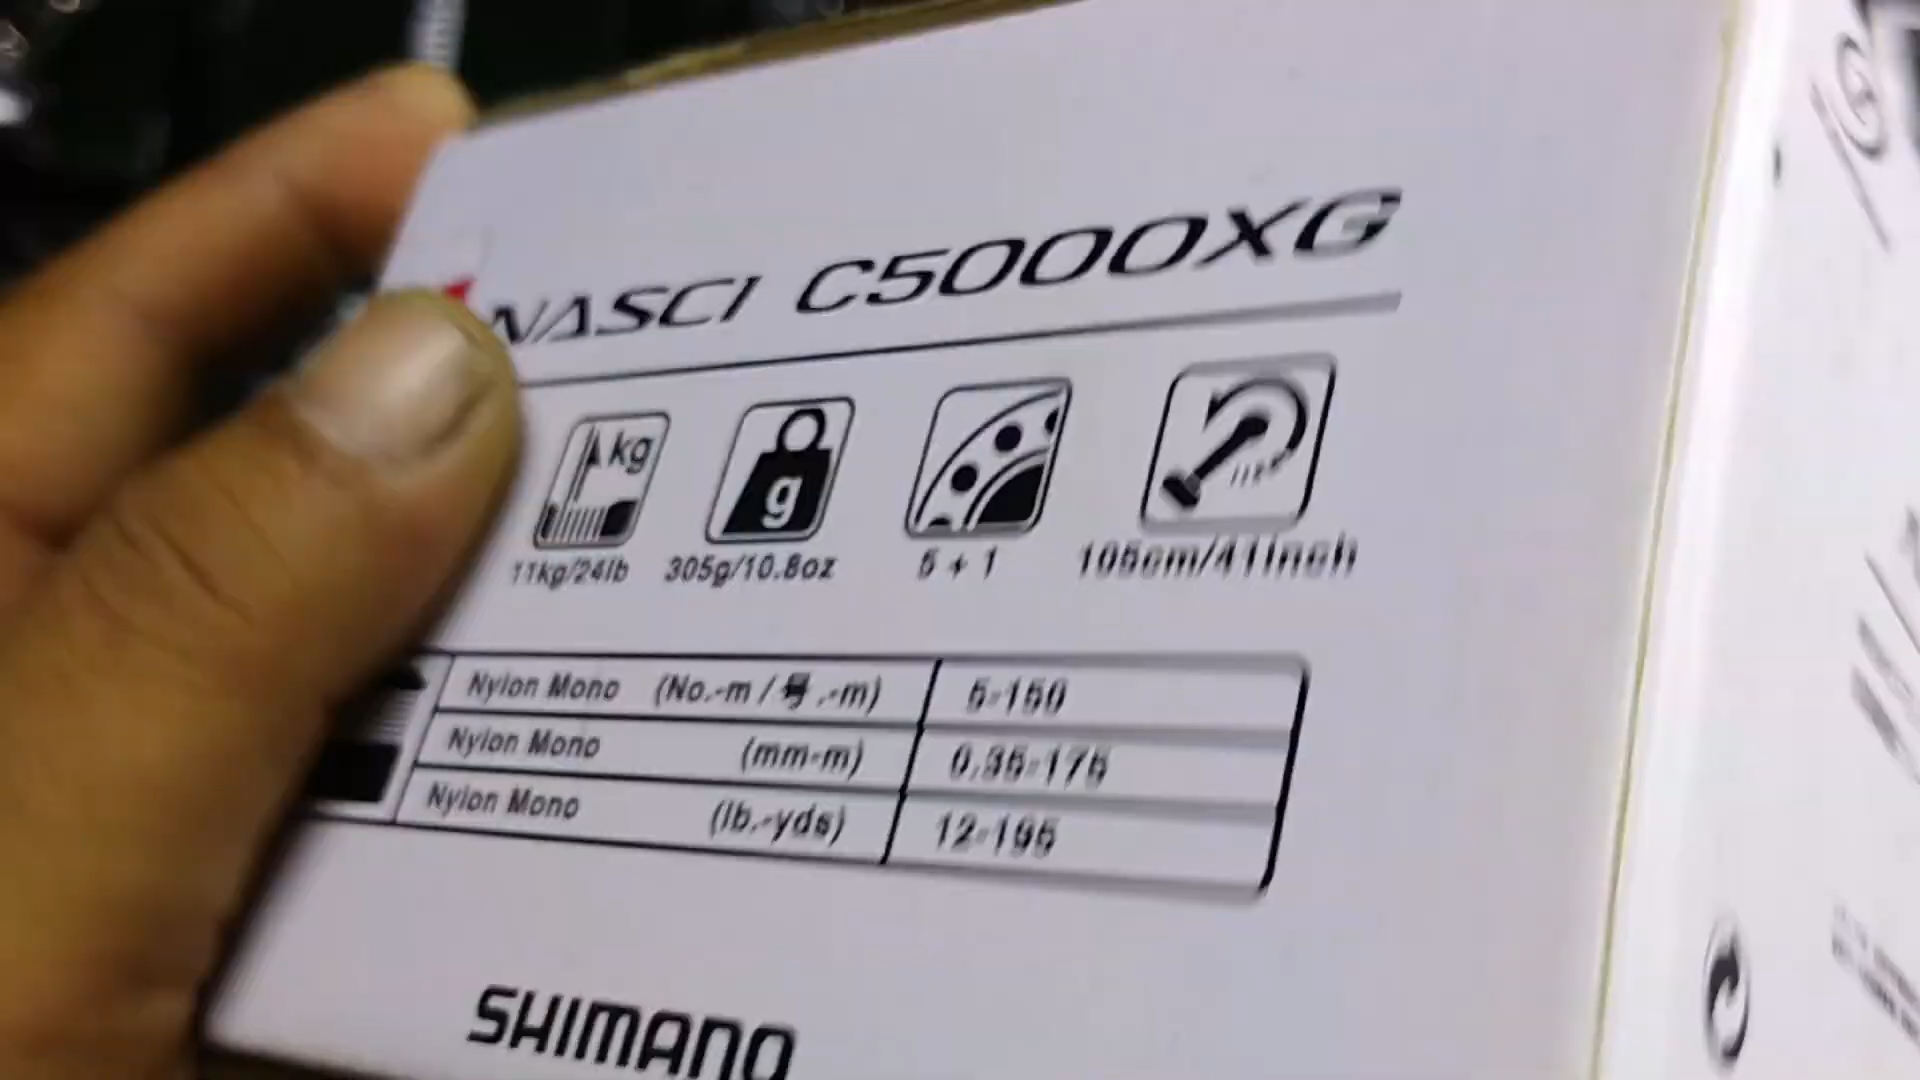 NASCI C5000XG
kg
g
11kg/24lb 305g/10.8oz 5+1 105cm/41inch
Nylon Mono (No.-m/号.-m) 5-150
Nylon Mono (mm-m) 0.35-175
Nylon Mono (lb.-yds) 12-195
SHIMANO